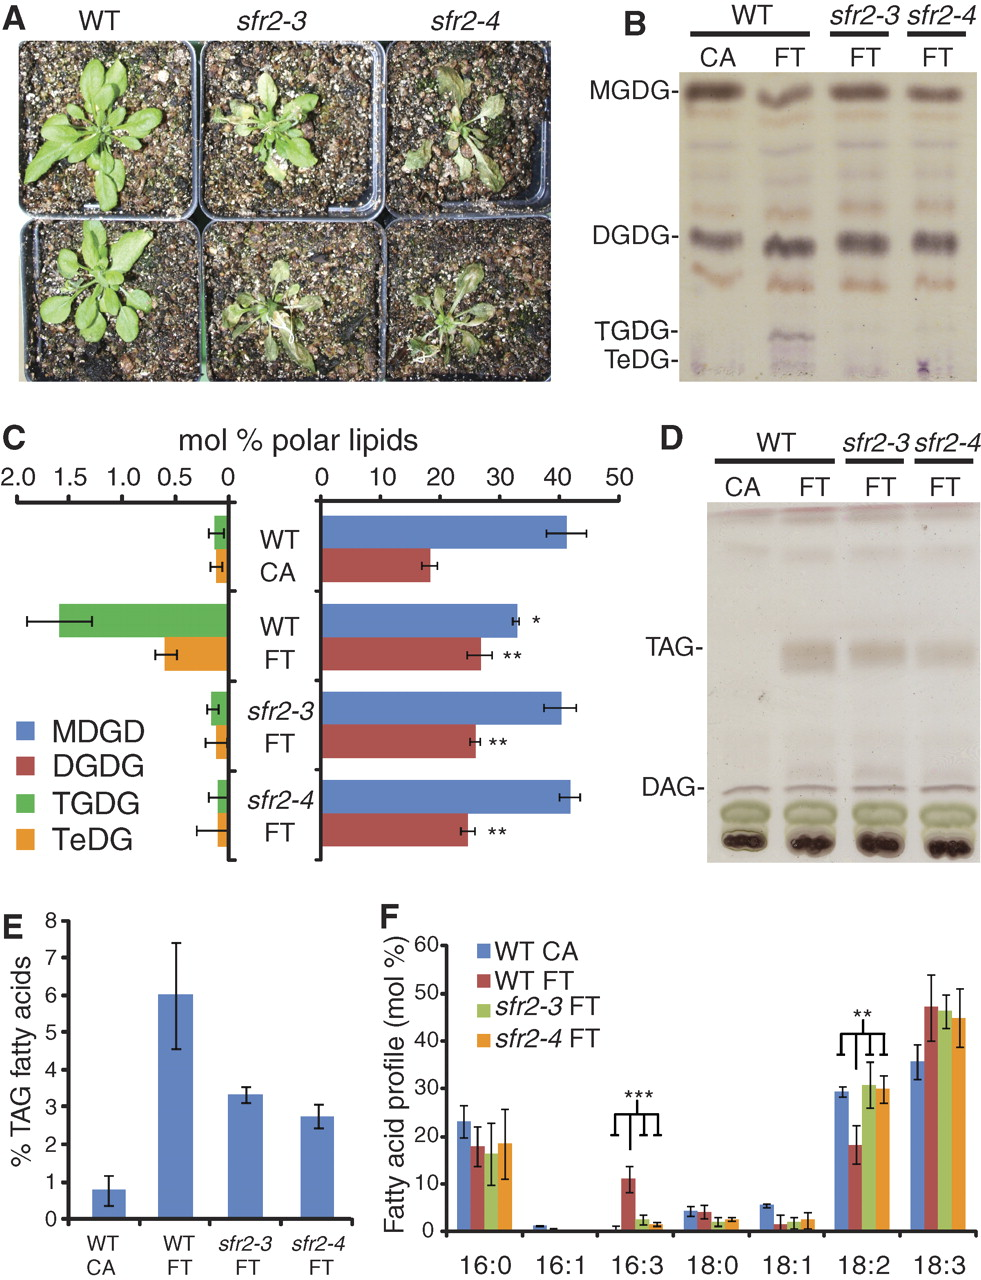 A
WT sfr2-3 sfr2-4
B
WT sfr2-3 sfr2-4
CA FT FT FT
MGDG-
DGDG-
TGDG-
TeDG-
C
mol % polar lipids
2.0 1.5 1.0 0.5 0 0 10 20 30 40 50
WT
CA
WT *
FT **
sfr2-3
FT **
sfr2-4
FT **
MDGD
DGDG
TGDG
TeDG
D
WT sfr2-3 sfr2-4
CA FT FT FT
TAG-
DAG-
E
% TAG fatty acids
8
7
6
5
4
3
2
1
0
WT WT sfr2-3 sfr2-4
CA FT FT FT
F
Fatty acid profile (mol %)
60
50
40
30
20
10
0
WT CA
WT FT
sfr2-3 FT
sfr2-4 FT
***
**
16:0 16:1 16:3 18:0 18:1 18:2 18:3